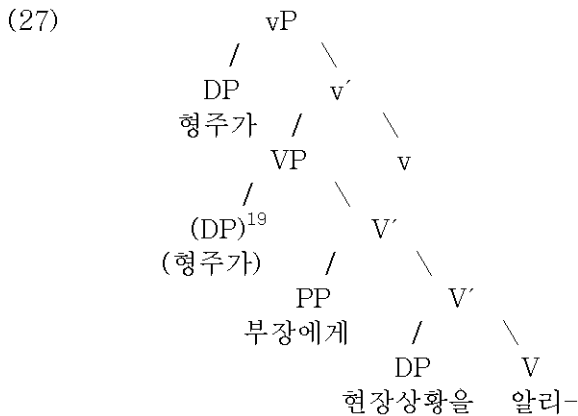 (27) vP
DP v´
형주가
VP v
(DP)19 V´
(형주가)
PP V´
부장에게
DP V
현장상황을 알리-